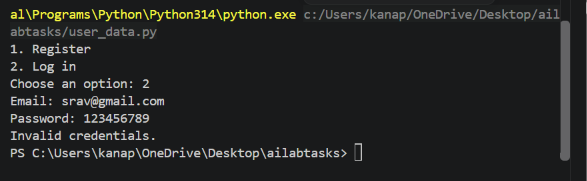 al\Programs\Python\Python314\python.exe c:/Users/kanap/OneDrive/Desktop/ail
abtasks/user_data.py
1. Register
2. Log in
Choose an option: 2
Email: srav@gmail.com
Password: 123456789
Invalid credentials.
PS C:\Users\kanap\OneDrive\Desktop\ailabtasks>